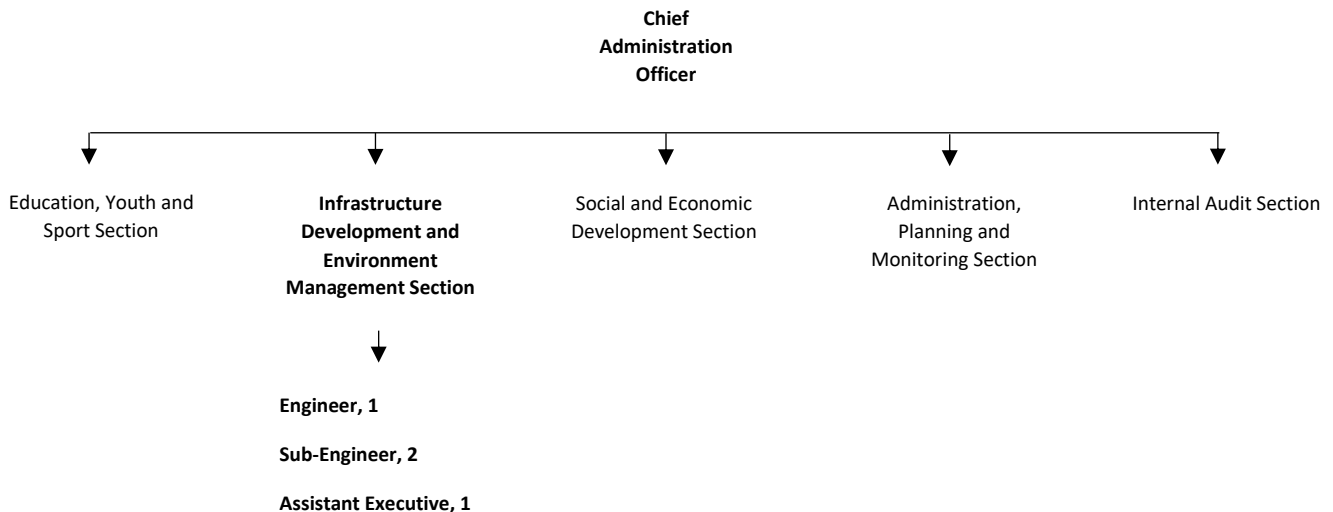 Chief
Administration
Officer
Education, Youth and
Sport Section
Infrastructure
Development and
Environment
Management Section
Social and Economic
Development Section
Administration,
Planning and
Monitoring Section
Internal Audit Section
Engineer, 1
Sub-Engineer, 2
Assistant Executive, 1